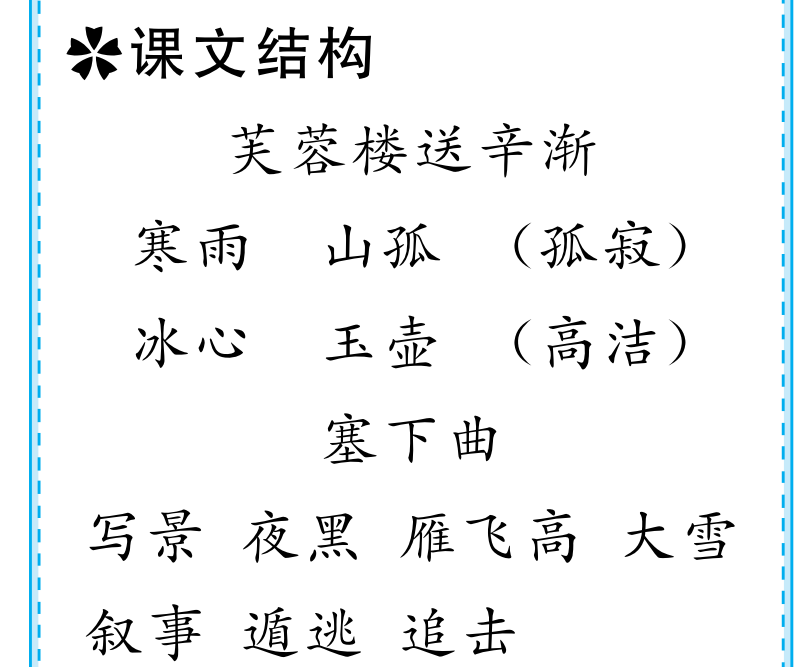 课文结构
芙蓉楼送辛渐
寒雨 山孤 （孤寂）
冰心 玉壶 （高洁）
塞下曲
写景 夜黑 雁飞高 大雪
叙事 遁逃 追击